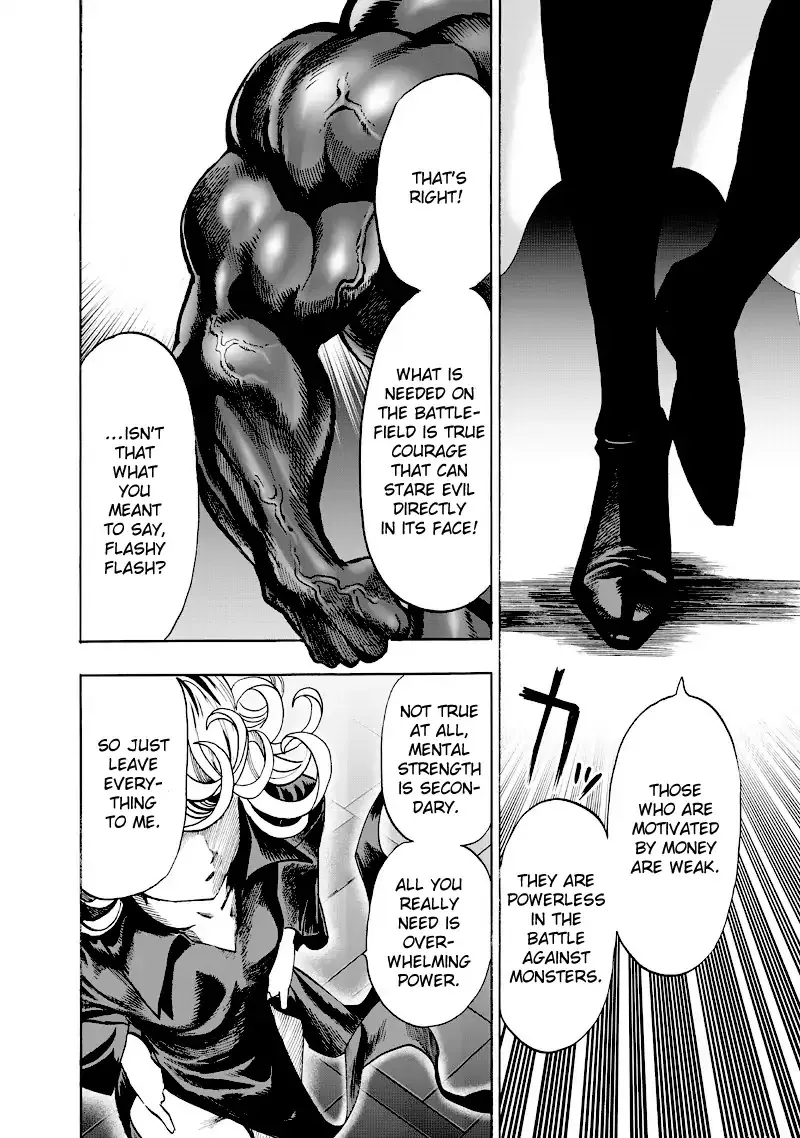 THOSE
WHO ARE
MOTIVATED
BY MONEY
ARE WEAK.
THEY ARE
POWERLESS
IN THE
BATTLE
AGAINST
MONSTERS.
カッ
THAT'S
RIGHT!
WHAT IS
NEEDED ON
THE BATTLE-
FIELD IS TRUE
COURAGE
THAT CAN
STARE EVIL
DIRECTLY
IN ITS FACE!
...ISN'T
THAT
WHAT
YOU
MEANT
TO SAY,
FLASHY
FLASH?
NOT TRUE
AT ALL,
MENTAL
STRENGTH
IS SECON-
DARY.
ALL YOU
REALLY
NEED IS
OVER-
WHELMING
POWER.
SO JUST
LEAVE
EVERY-
THING
TO ME.